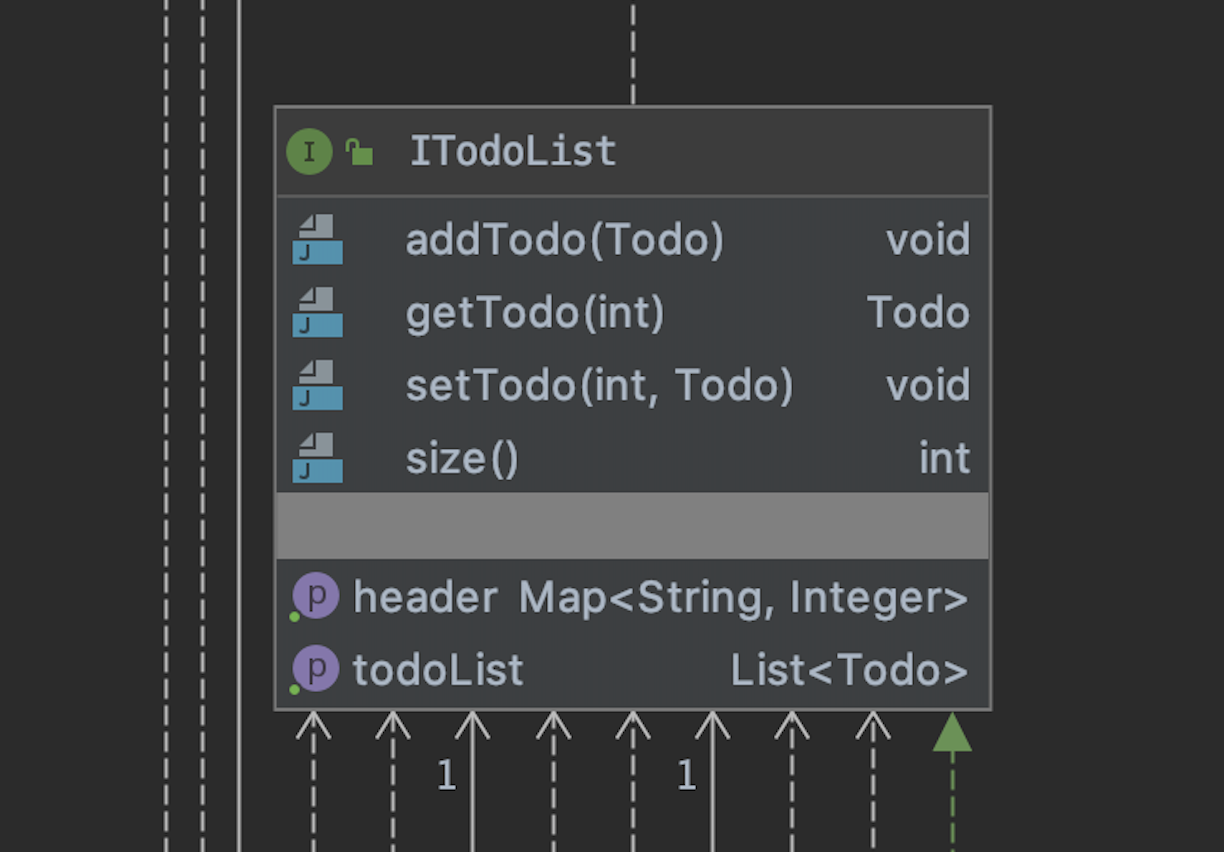 I ITodoList
J addTodo(Todo) void
J getTodo(int) Todo
J setTodo(int, Todo) void
J size() int
p header Map<String, Integer>
p todoList List<Todo>
1 1